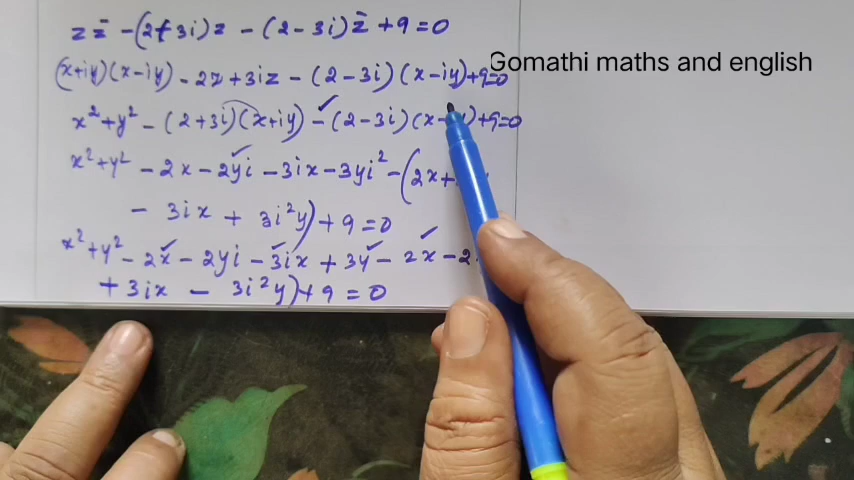 z z̄ - (2+3i)z - (2-3i) z̄ + 9 = 0
(x+iy)(x-iy) - 2z + 3iz - (2-3i)(x-iy)+9=0
Gomathi maths and english
x² + y² - (2+3i)(x+iy) - (2-3i)(x- y)+9=0
x² + y² - 2x - 2yi - 3ix - 3yi² - (2x+
- 3ix + 3i²y) + 9 = 0
x² + y² - 2x - 2yi - 3ix + 3y - 2x - 2
+ 3ix - 3i²y) + 9 = 0